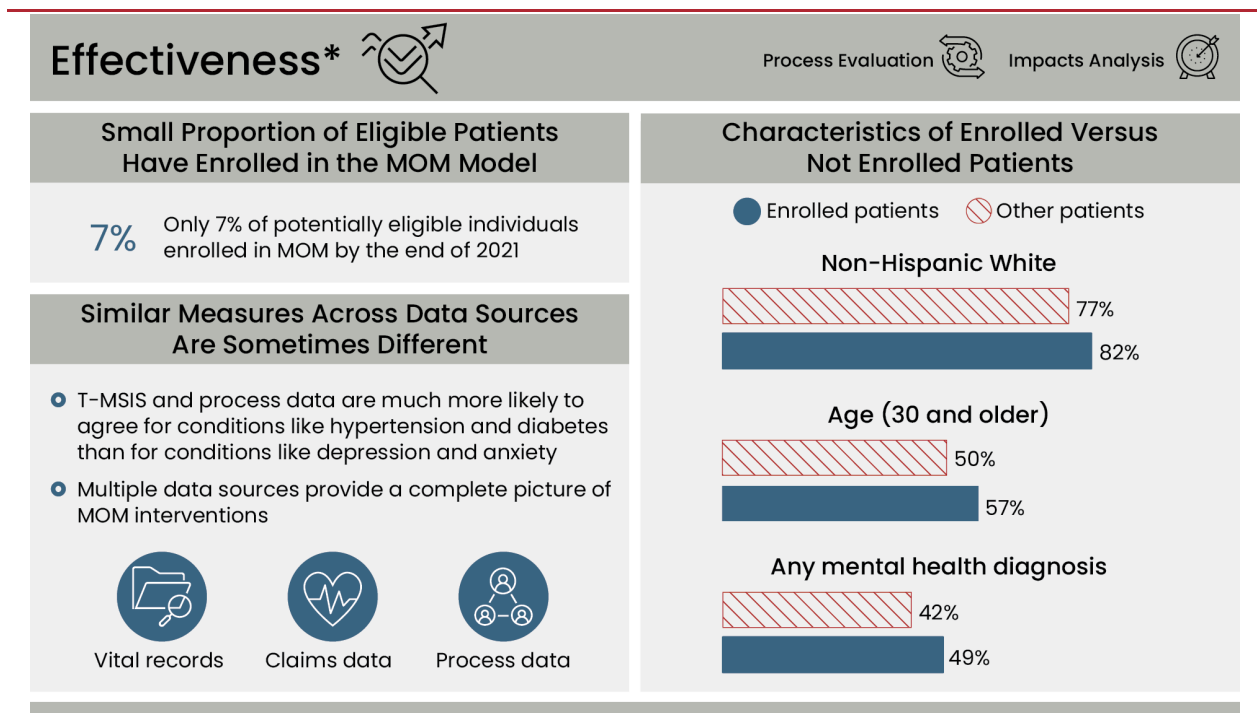 Effectiveness*
Process Evaluation
Impacts Analysis
Small Proportion of Eligible Patients
Have Enrolled in the MOM Model
7%
Only 7% of potentially eligible individuals
enrolled in MOM by the end of 2021
Similar Measures Across Data Sources
Are Sometimes Different
T-MSIS and process data are much more likely to
agree for conditions like hypertension and diabetes
than for conditions like depression and anxiety
Multiple data sources provide a complete picture of
MOM interventions
Vital records
Claims data
Process data
Characteristics of Enrolled Versus
Not Enrolled Patients
Enrolled patients
Other patients
Non-Hispanic White
77%
82%
Age (30 and older)
50%
57%
Any mental health diagnosis
42%
49%